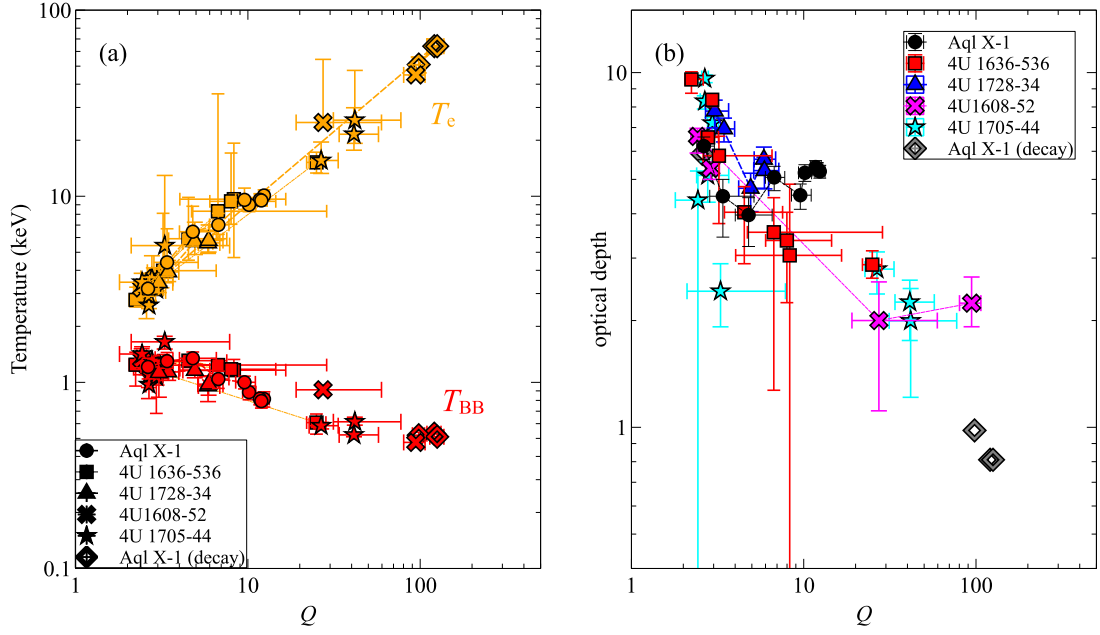 (a)
100
10
1
0.1
Temperature (keV)
Te
TBB
Aql X-1
4U 1636-536
4U 1728-34
4U1608-52
4U 1705-44
Aql X-1 (decay)
1
10
100
Q
(b)
10
1
optical depth
Aql X-1
4U 1636-536
4U 1728-34
4U1608-52
4U 1705-44
Aql X-1 (decay)
1
10
100
Q